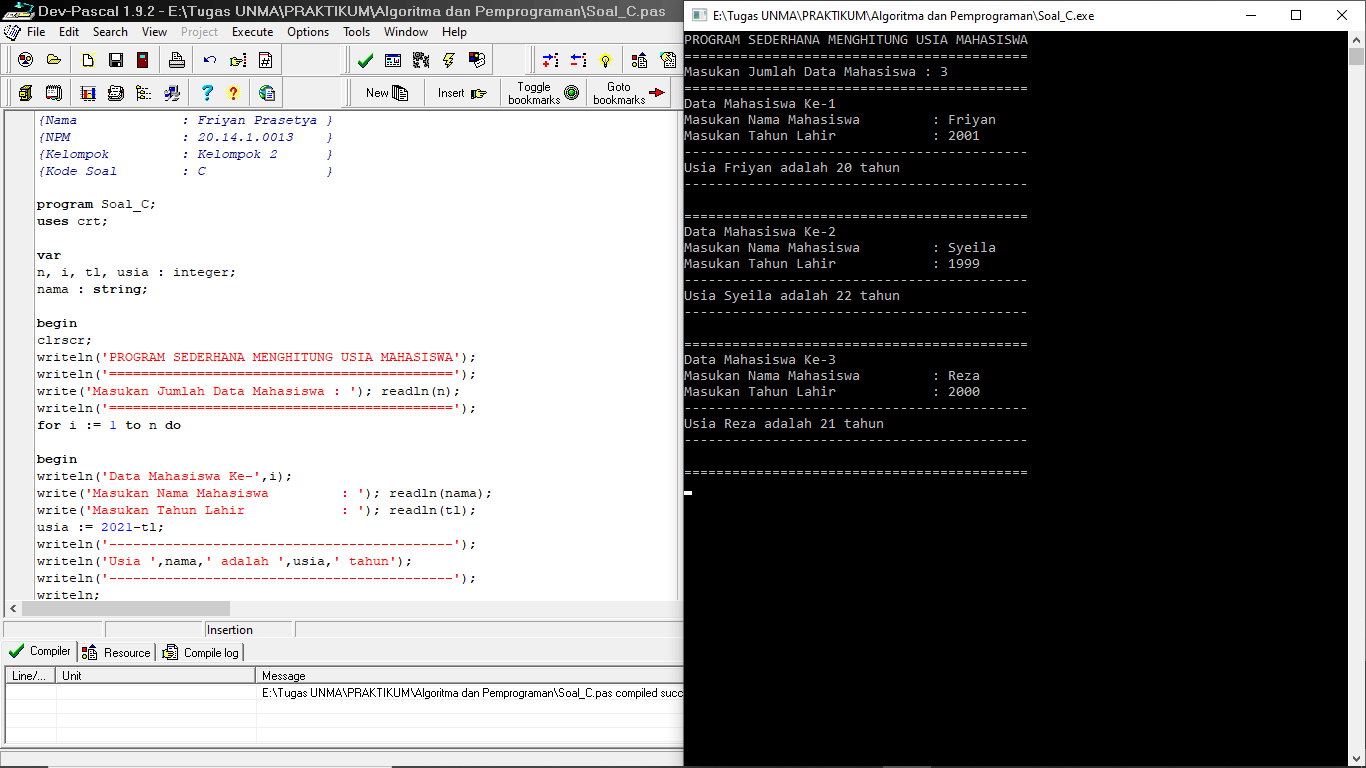 Dev-Pascal 1.9.2 - E:\Tugas UNMA\PRAKTIKUM\Algoritma dan Pemprograman\Soal_C.pas
File Edit Search View Project Execute Options Tools Window Help
New Insert Toggle bookmarks Goto bookmarks
{Nama             : Friyan Prasetya }
{NPM              : 20.14.1.0013    }
{Kelompok         : Kelompok 2      }
{Kode Soal        : C               }
program Soal_C;
uses crt;
var
n, i, tl, usia : integer;
nama : string;
begin
clrscr;
writeln('PROGRAM SEDERHANA MENGHITUNG USIA MAHASISWA');
writeln('===========================================');
write('Masukan Jumlah Data Mahasiswa : '); readln(n);
writeln('===========================================');
for i := 1 to n do
begin
writeln('Data Mahasiswa Ke-',i);
write('Masukan Nama Mahasiswa         : '); readln(nama);
write('Masukan Tahun Lahir            : '); readln(tl);
usia := 2021-tl;
writeln('-------------------------------------------');
writeln('Usia ',nama,' adalah ',usia,' tahun');
writeln('-------------------------------------------');
writeln;
Insertion
Compiler Resource Compile log
Line/... Unit Message
E:\Tugas UNMA\PRAKTIKUM\Algoritma dan Pemprograman\Soal_C.pas compiled succ
E:\Tugas UNMA\PRAKTIKUM\Algoritma dan Pemprograman\Soal_C.exe
PROGRAM SEDERHANA MENGHITUNG USIA MAHASISWA
===========================================
Masukan Jumlah Data Mahasiswa : 3
===========================================
Data Mahasiswa Ke-1
Masukan Nama Mahasiswa         : Friyan
Masukan Tahun Lahir            : 2001
-------------------------------------------
Usia Friyan adalah 20 tahun
-------------------------------------------
===========================================
Data Mahasiswa Ke-2
Masukan Nama Mahasiswa         : Syeila
Masukan Tahun Lahir            : 1999
-------------------------------------------
Usia Syeila adalah 22 tahun
-------------------------------------------
===========================================
Data Mahasiswa Ke-3
Masukan Nama Mahasiswa         : Reza
Masukan Tahun Lahir            : 2000
-------------------------------------------
Usia Reza adalah 21 tahun
-------------------------------------------
===========================================